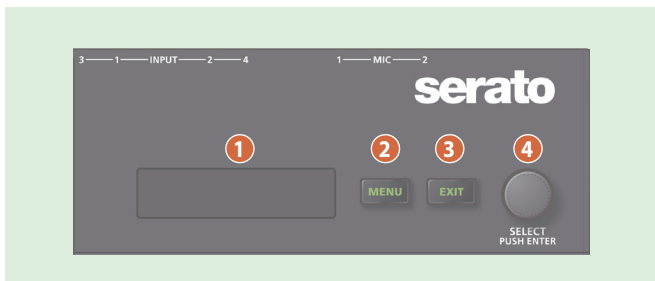 3 1 INPUT 2 4 1 MIC 2
serato
1 2 3 4
MENU EXIT
SELECT
PUSH ENTER